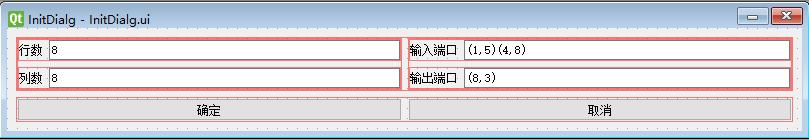 Qt InitDialg - InitDialg.ui
行数 8 输入端口 (1,5)(4,8)
列数 8 输出端口 (8,3)
确定 取消